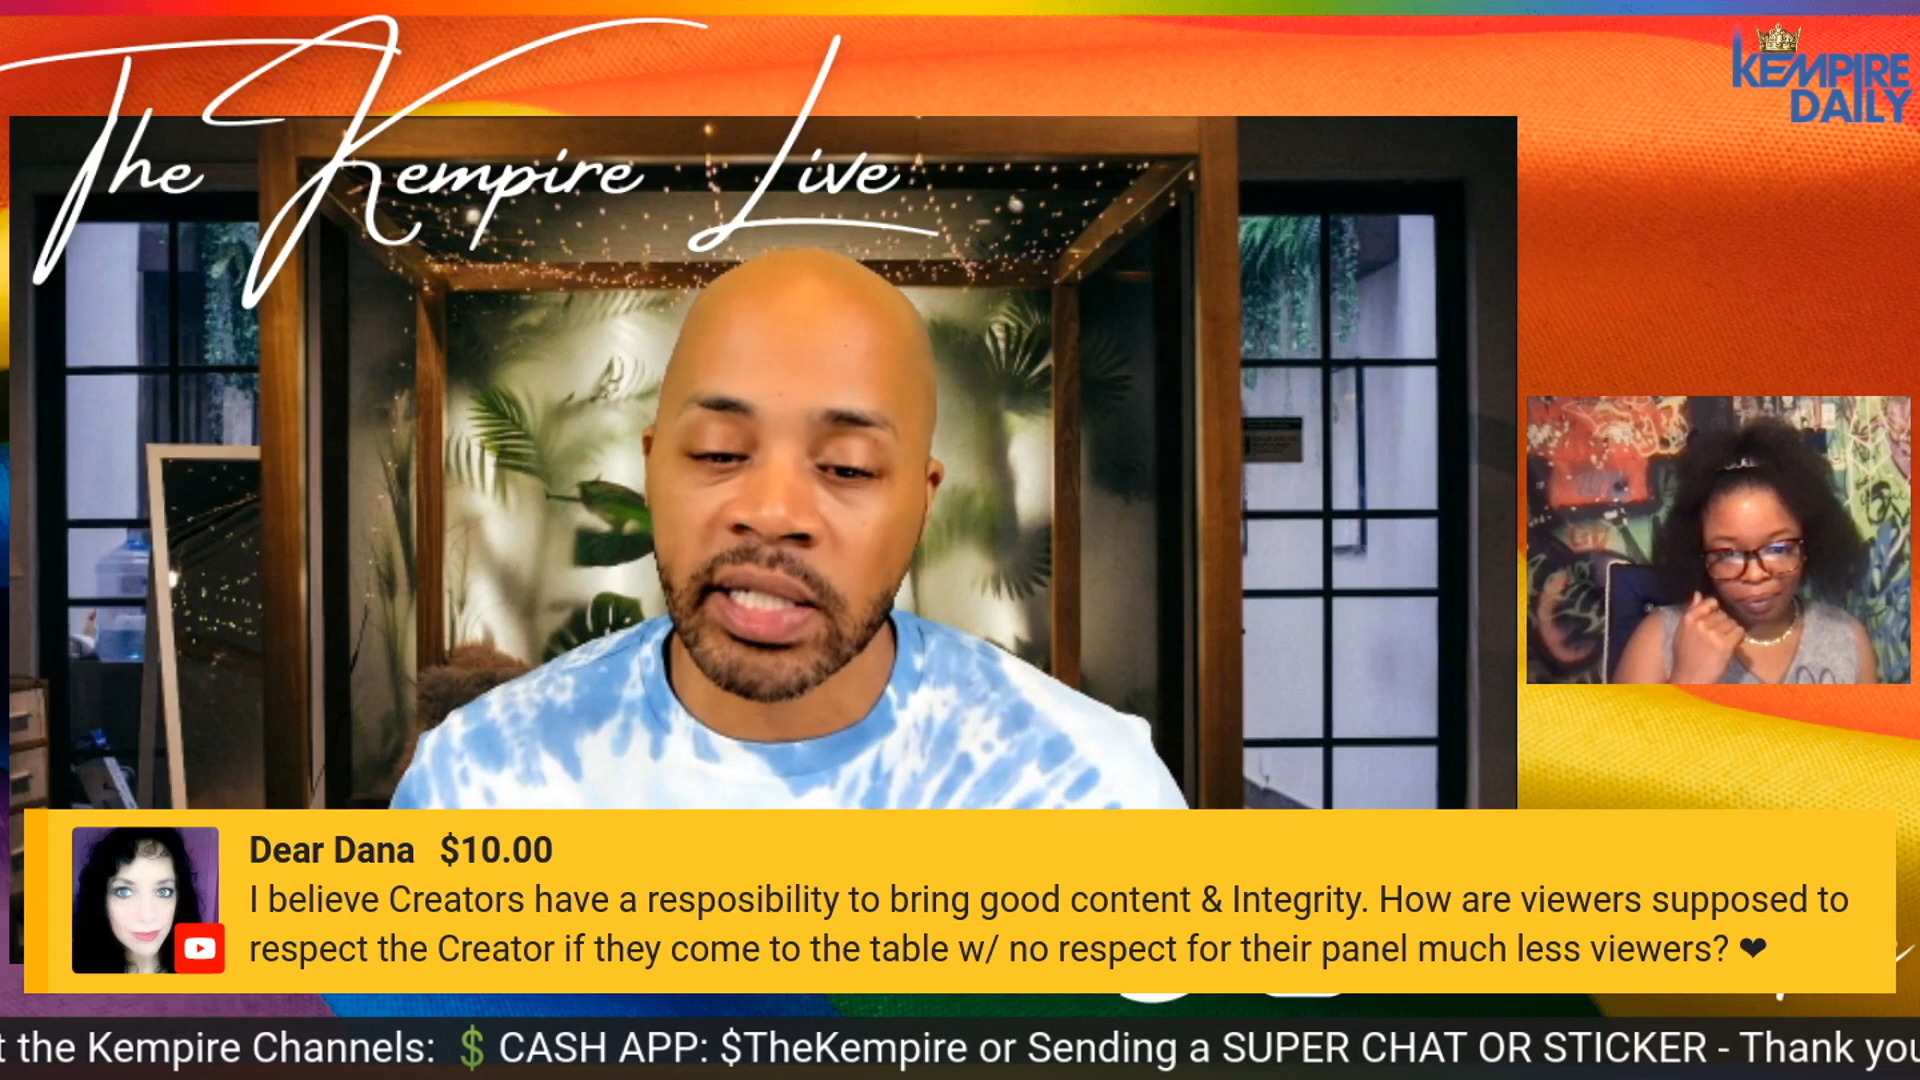 The Kempire Live
KEMPIRE
DAILY
Dear Dana $10.00
I believe Creators have a resposibility to bring good content & Integrity. How are viewers supposed to
respect the Creator if they come to the table w/ no respect for their panel much less viewers? ❤
t the Kempire Channels: 💲 CASH APP: $TheKempire or Sending a SUPER CHAT OR STICKER - Thank you